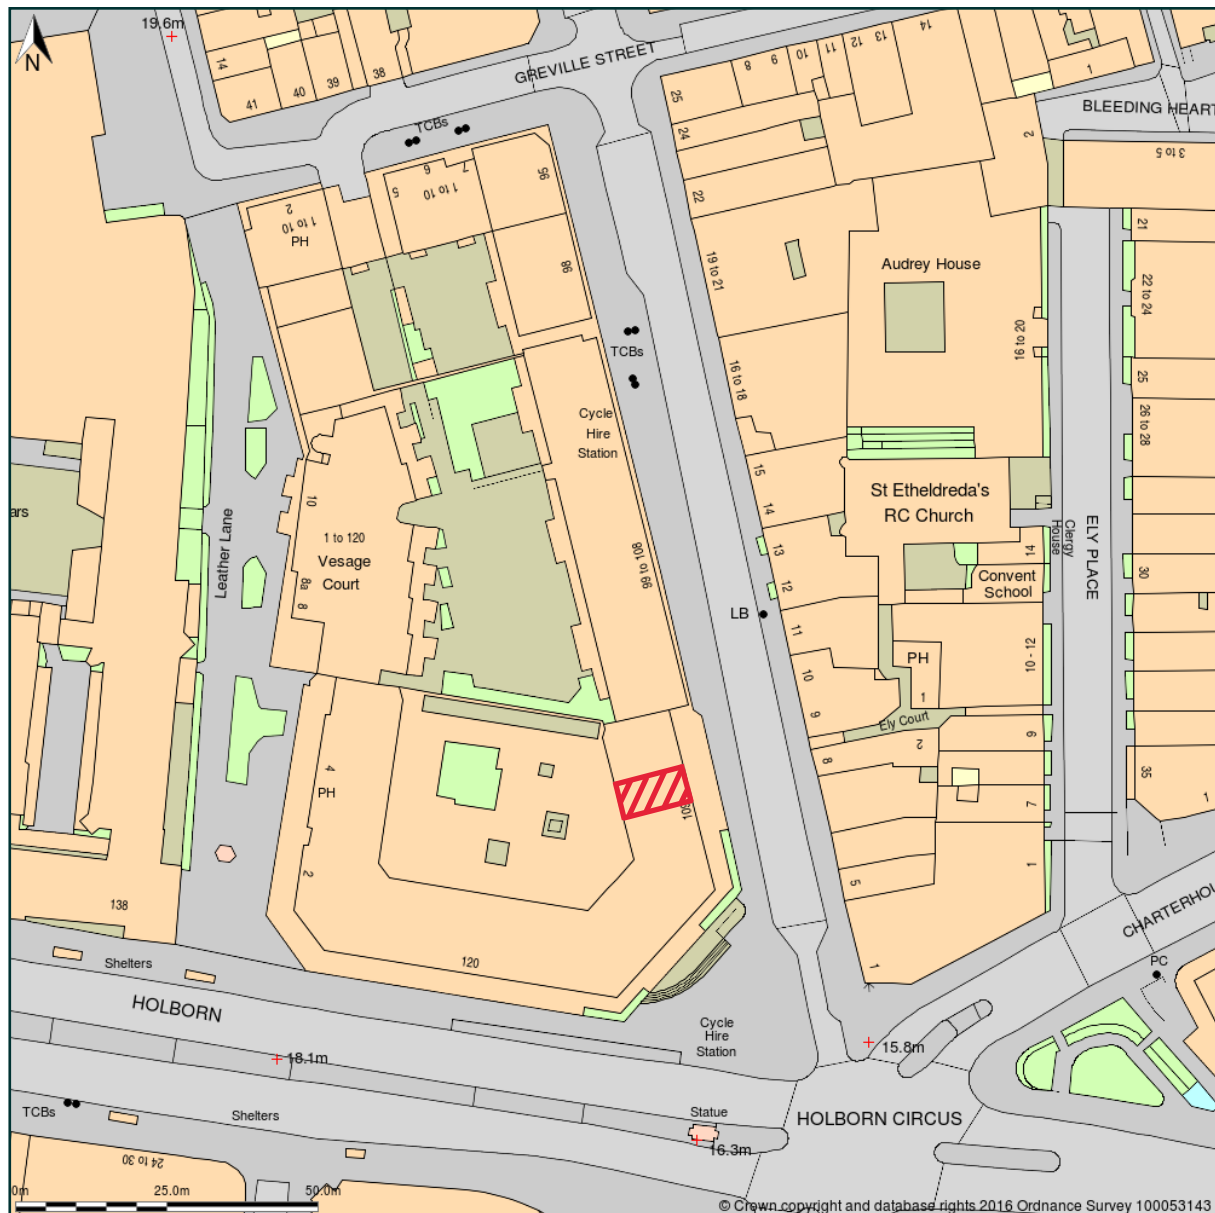 19.6m
N
14
41
40
39
38
GREVILLE STREET
8
9
10
11
12
13
14
1
25
24
22
2
BLEEDING HEART
3 to 5
TCBs
2
1 to 10
PH
5
6
1 to 10
7
95
98
21
22 to 24
25
26 to 28
Audrey House
19 to 21
16 to 20
16 to 18
TCBs
Cycle
Hire
Station
15
14
13
12
11
10
9
8
St Etheldreda's
RC Church
Clergy
House
ELY PLACE
30
14
Convent
School
ars
Leather Lane
10
1 to 120
Vesage
Court
8a
8
99 to 108
LB
PH
1
10 - 12
Ely Court
2
9
7
35
1
4
PH
2
109
5
1
1
138
120
CHARTERHOU
PC
Shelters
HOLBORN
Cycle
Hire
Station
18.1m
15.8m
TCBs
Shelters
Statue
HOLBORN CIRCUS
16.3m
24 to 30
0m
25.0m
50.0m
© Crown copyright and database rights 2016 Ordnance Survey 100053143